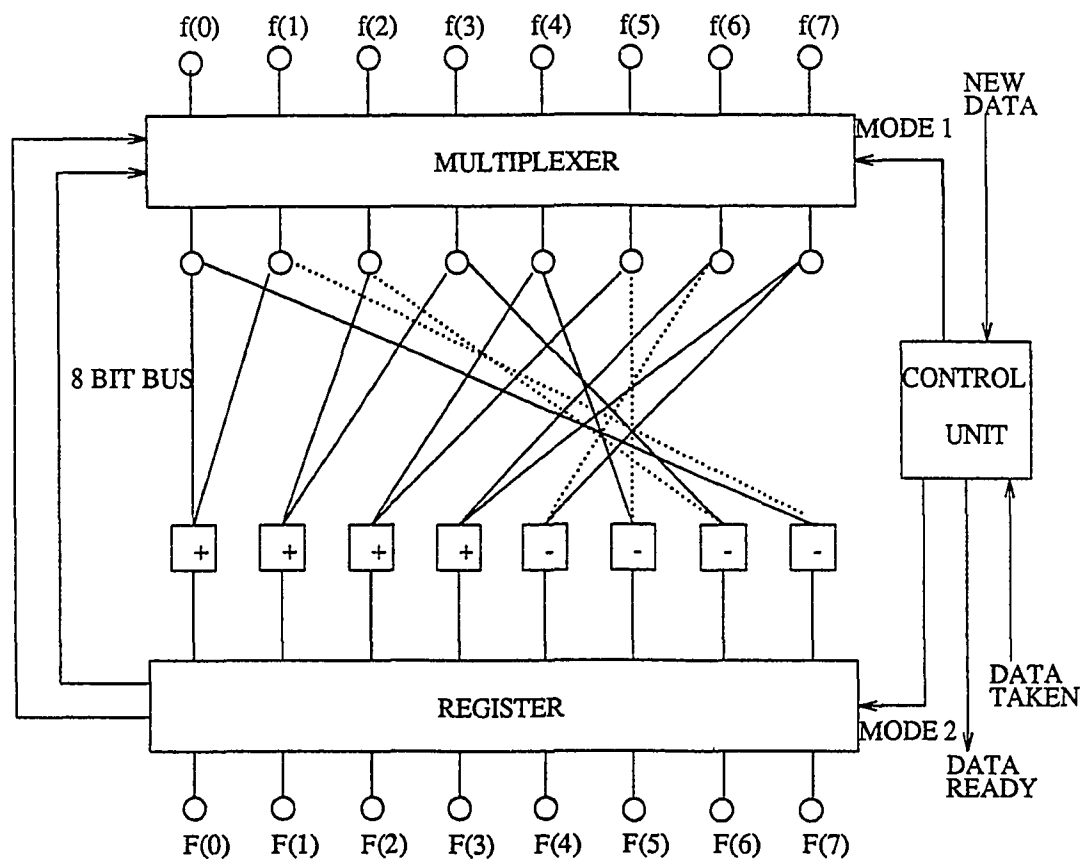 f(0) f(1) f(2) f(3) f(4) f(5) f(6) f(7)
NEW
DATA
MODE 1
MULTIPLEXER
8 BIT BUS
CONTROL
UNIT
+ + + + - - - -
REGISTER
DATA
TAKEN
MODE 2
DATA
READY
F(0) F(1) F(2) F(3) F(4) F(5) F(6) F(7)